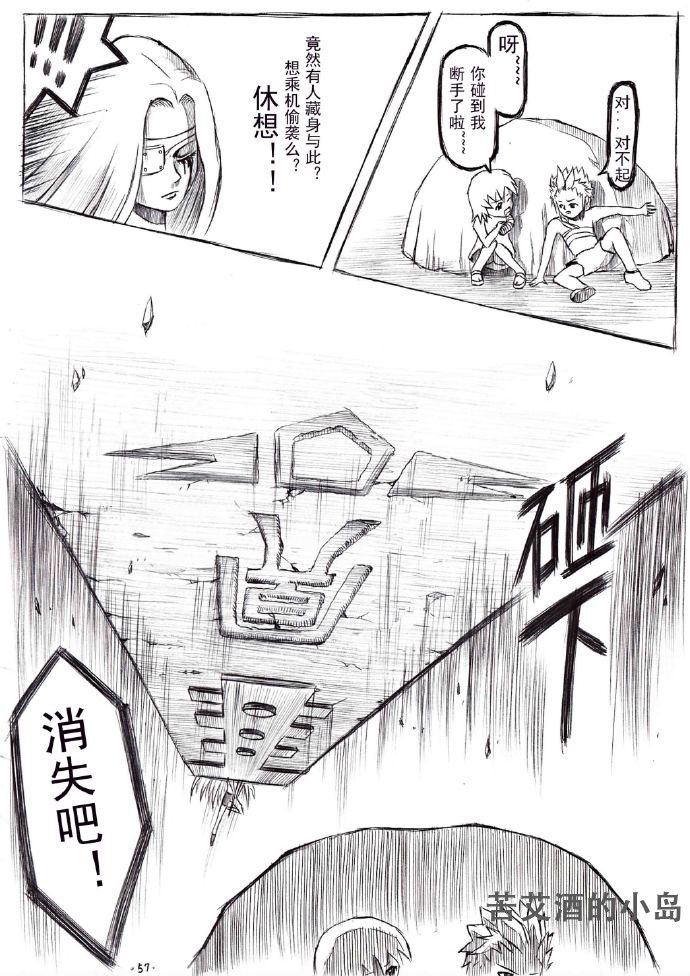 呀~~~
你碰到我
断手了啦~~~
对...对不起
!!!
竟然有人藏身与此？
想乘机偷袭么？
休想！！
砸下
消失吧！
苦艾酒的小岛
·57·